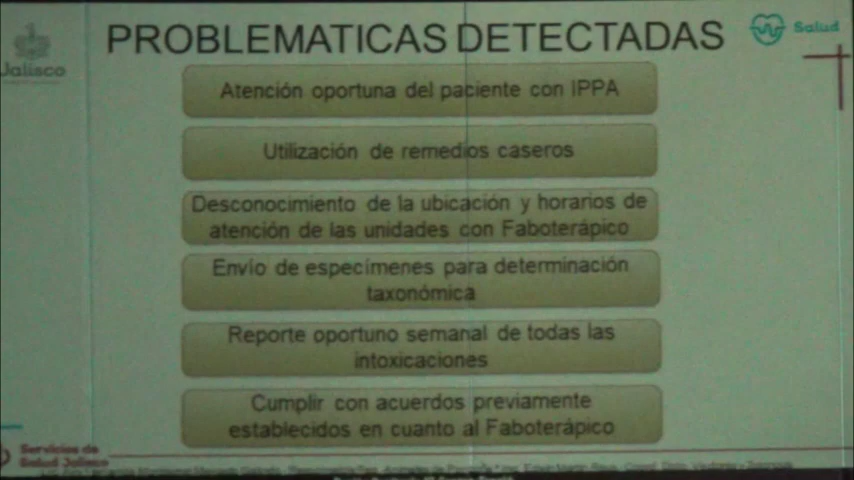 PROBLEMATICAS DETECTADAS
Salud
Jalisco
Atención oportuna del paciente con IPPA
Utilización de remedios caseros
Desconocimiento de la ubicación y horarios de
atención de las unidades con Faboterápico
Envío de especímenes para determinación
taxonómica
Reporte oportuno semanal de todas las
intoxicaciones
Cumplir con acuerdos previamente
establecidos en cuanto al Faboterápico
Servicios de
Salud Jalisco